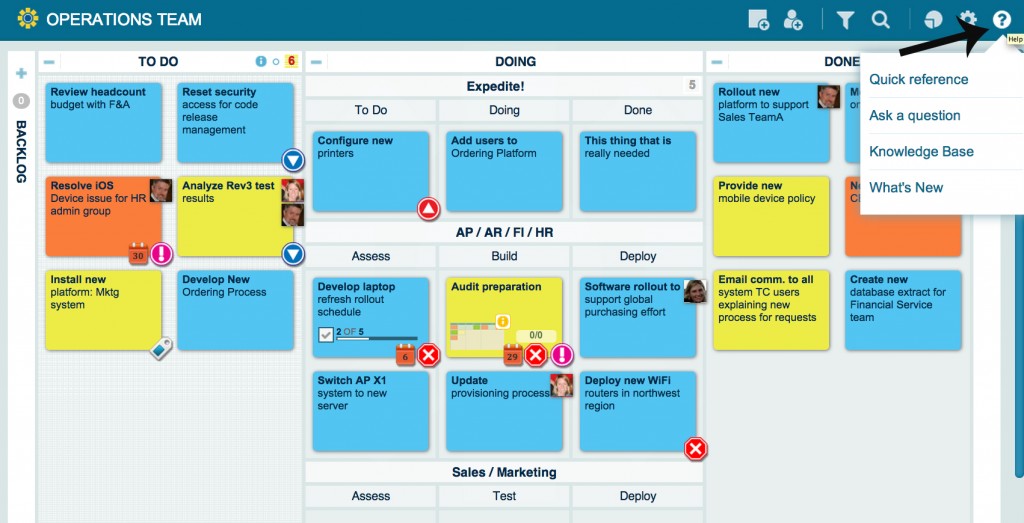 OPERATIONS TEAM
Help
TO DO
6
DOING
DONE
0
BACKLOG
Review headcount
budget with F&A
Reset security
access for code
release
management
Resolve iOS
Device issue for HR
admin group
30
Analyze Rev3 test
results
Install new
platform: Mktg
system
Develop New
Ordering Process
Expedite!
5
To Do
Doing
Done
Configure new
printers
Add users to
Ordering Platform
This thing that is
really needed
AP / AR / FI / HR
Assess
Build
Deploy
Develop laptop
refresh rollout
schedule
2 OF 5
6
Audit preparation
0/0
29
Software rollout to
support global
purchasing effort
Switch AP X1
system to new
server
Update
provisioning process
Deploy new WiFi
routers in northwest
region
Sales / Marketing
Assess
Test
Deploy
Rollout new
platform to support
Sales TeamA
Provide new
mobile device policy
Email comm. to all
system TC users
explaining new
process for requests
Create new
database extract for
Financial Service
team
Quick reference
Ask a question
Knowledge Base
What's New